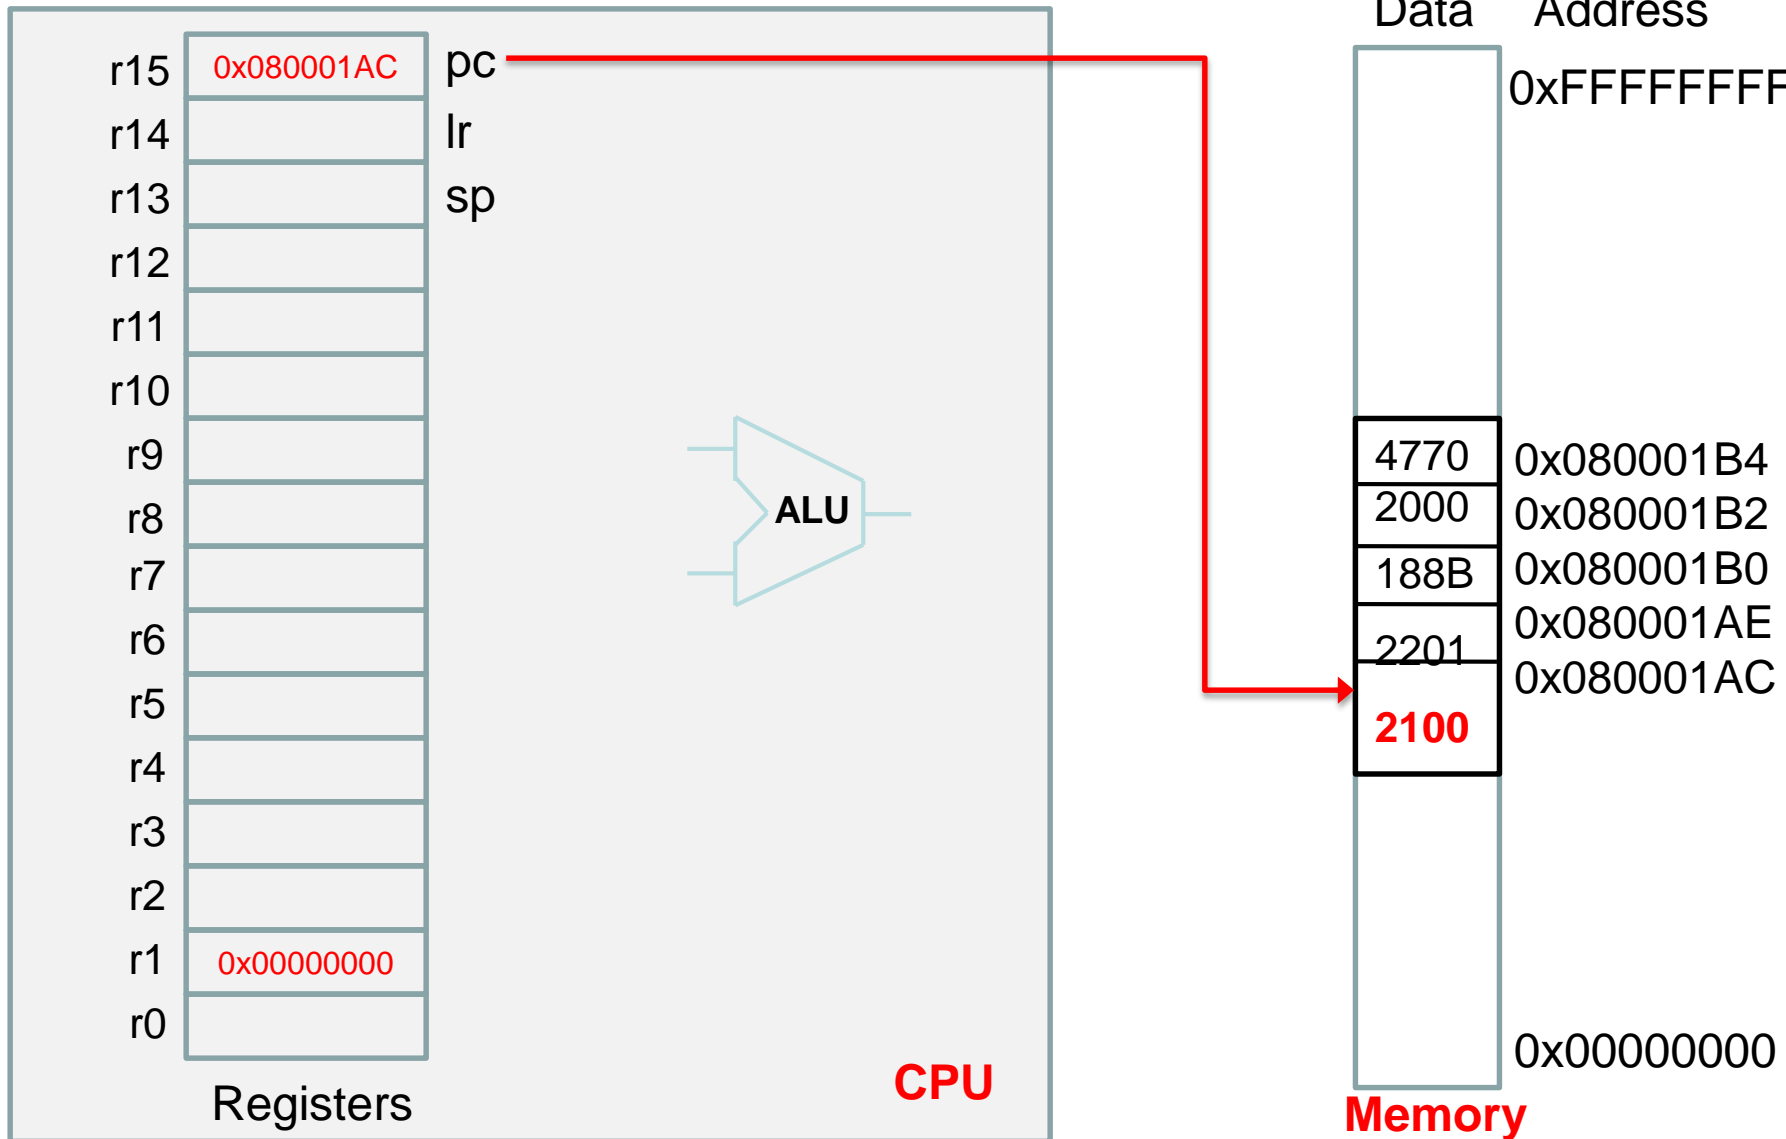 Data Address
r15 0x080001AC pc
0xFFFFFFFF
r14 lr
r13 sp
r12
r11
r10
r9
4770 0x080001B4
r8
ALU
2000 0x080001B2
r7
188B 0x080001B0
r6
2201 0x080001AE
r5
2100 0x080001AC
r4
r3
r2
r1 0x00000000
r0
0x00000000
Registers
CPU
Memory